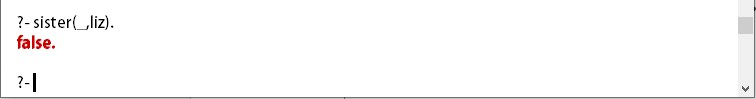 ?- sister(_,liz).
false.
?-